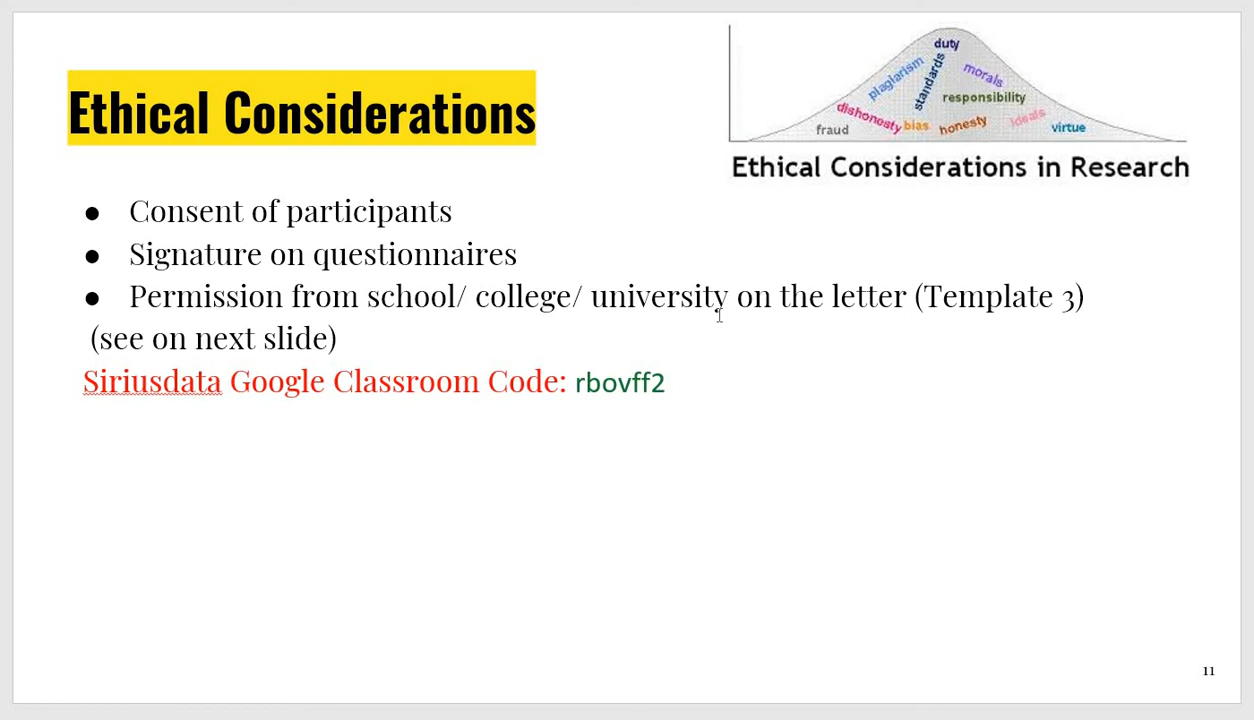 Ethical Considerations
duty
plagiarism
standards
morals
responsibility
dishonesty
bias
honesty
ideals
fraud
virtue
Ethical Considerations in Research
● Consent of participants
● Signature on questionnaires
● Permission from school/ college/ university on the letter (Template 3)
(see on next slide)
Siriusdata Google Classroom Code: rbovff2
11